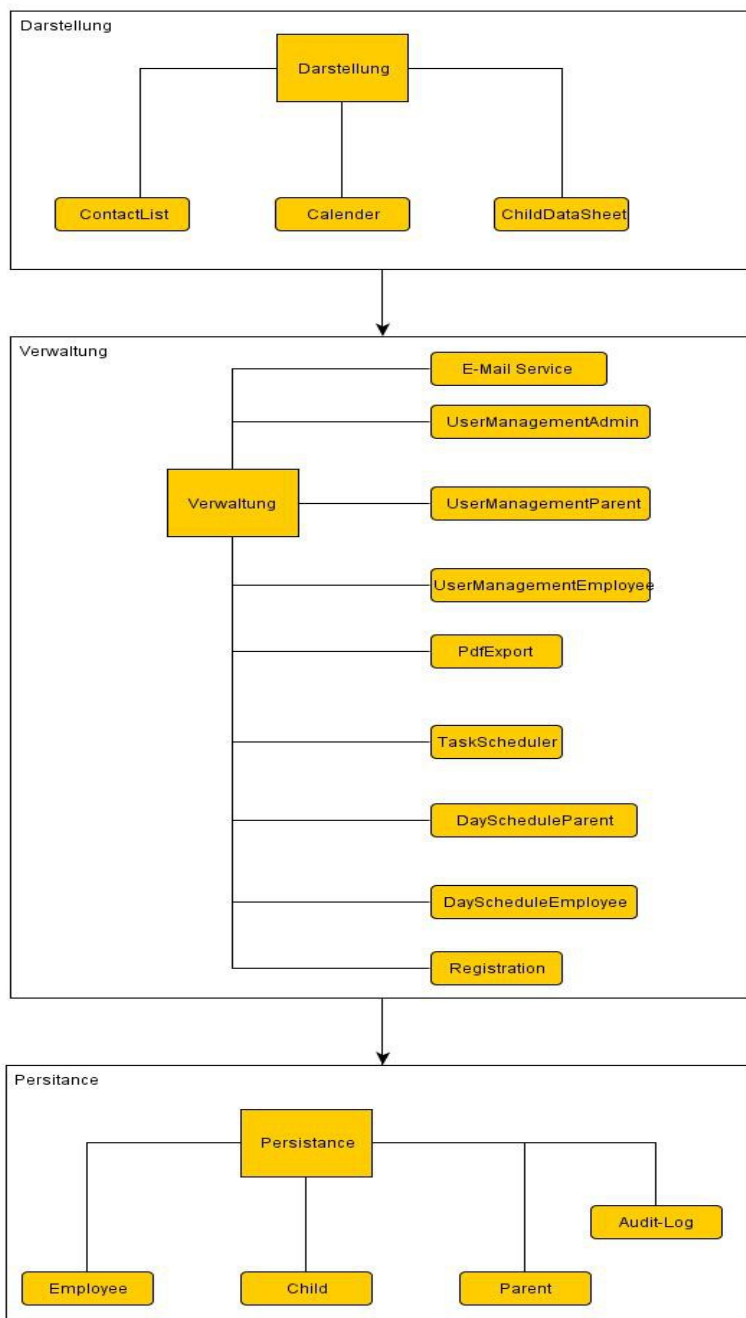 Darstellung
Darstellung
ContactList
Calender
ChildDataSheet
Verwaltung
E-Mail Service
UserManagementAdmin
Verwaltung
UserManagementParent
UserManagementEmployee
PdfExport
TaskScheduler
DayScheduleParent
DayScheduleEmployee
Registration
Persitance
Persistance
Audit-Log
Employee
Child
Parent